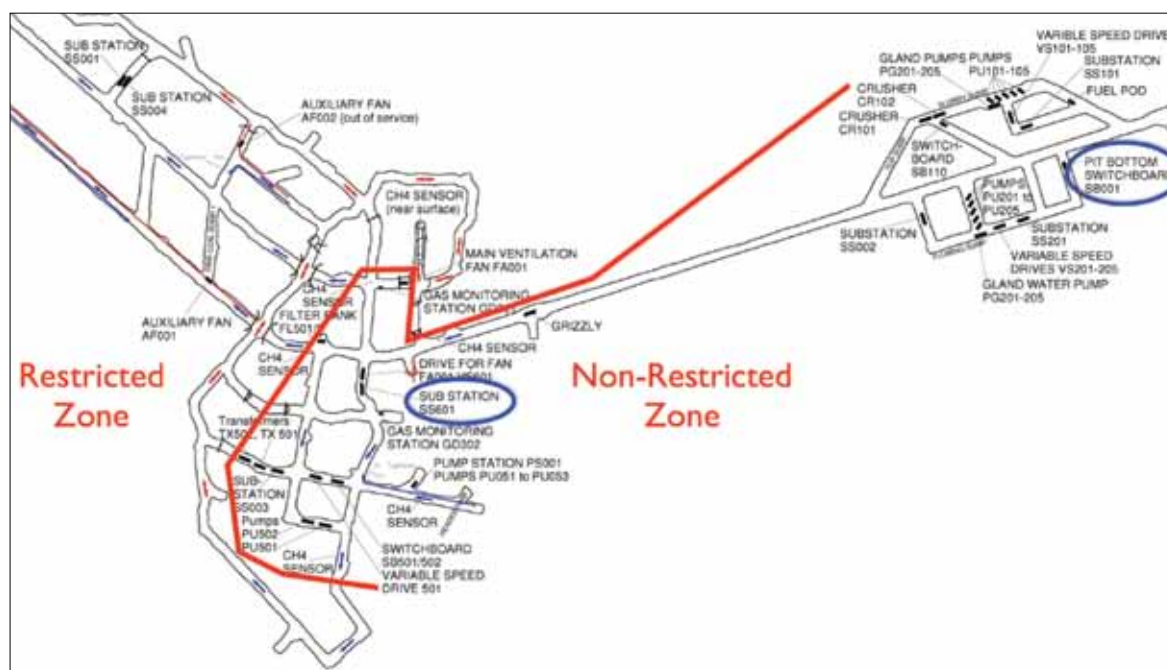 SUB STATION
SS001
SUB STATION
SS004
AUXILIARY FAN
AF002 (out of service)
CH4 SENSOR
(near surface)
MAIN VENTILATION
FAN FA001
CH4
SENSOR
FILTER BANK
GAS MONITORING
STATION
AUXILIARY FAN
AF001
CH4
SENSOR
CH4 SENSOR
GRIZZLY
DRIVE FOR FAN
SUB STATION
SS601
Restricted
Zone
Non-Restricted
Zone
Transformers
TX502, TX 501
GAS MONITORING
STATION GD302
PUMP STATION PS001
PUMPS PU051 to PU053
SUB-
STATION
SS003
Pumps
PU502
PU501
CH4
SENSOR
CH4
SENSOR
SWITCHBOARD
SB501/502
VARIABLE SPEED
DRIVE 501
GLAND PUMPS
PG201-205
PUMPS
PU101-105
VARIBLE SPEED DRIVE
VS101-105
SUBSTATION
SS101
FUEL POD
CRUSHER
CR102
CRUSHER
CR101
SWITCH-
BOARD
SB110
PIT BOTTOM
SWITCHBOARD
SB001
PUMPS
PU201 to
PU205
SUBSTATION
SS002
SUBSTATION
SS201
VARIABLE SPEED
DRIVES VS201-205
GLAND WATER PUMP
PG201-205